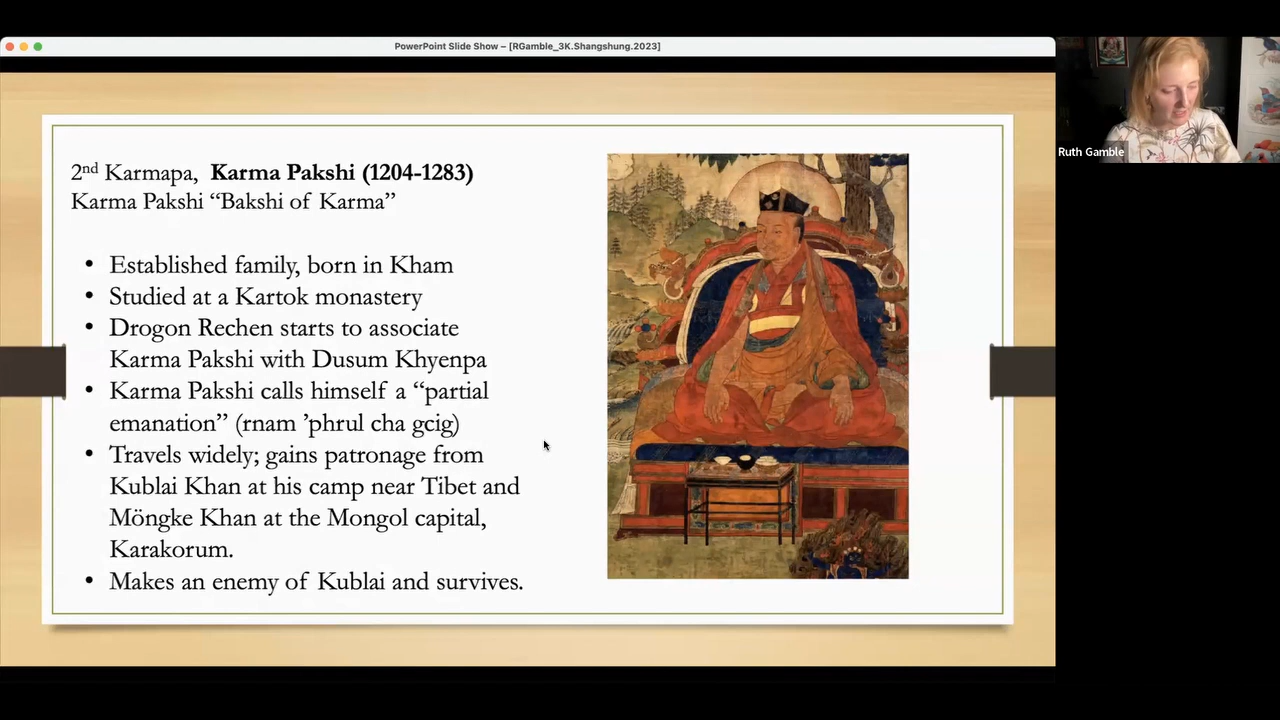 PowerPoint Slide Show – [RGamble_3K.Shangshung.2023]
2nd Karmapa, Karma Pakshi (1204-1283)
Karma Pakshi “Bakshi of Karma”
• Established family, born in Kham
• Studied at a Kartok monastery
• Drogon Rechen starts to associate
Karma Pakshi with Dusum Khyenpa
• Karma Pakshi calls himself a “partial
emanation” (rnam ’phrul cha gcig)
• Travels widely; gains patronage from
Kublai Khan at his camp near Tibet and
Möngke Khan at the Mongol capital,
Karakorum.
• Makes an enemy of Kublai and survives.
Ruth Gamble